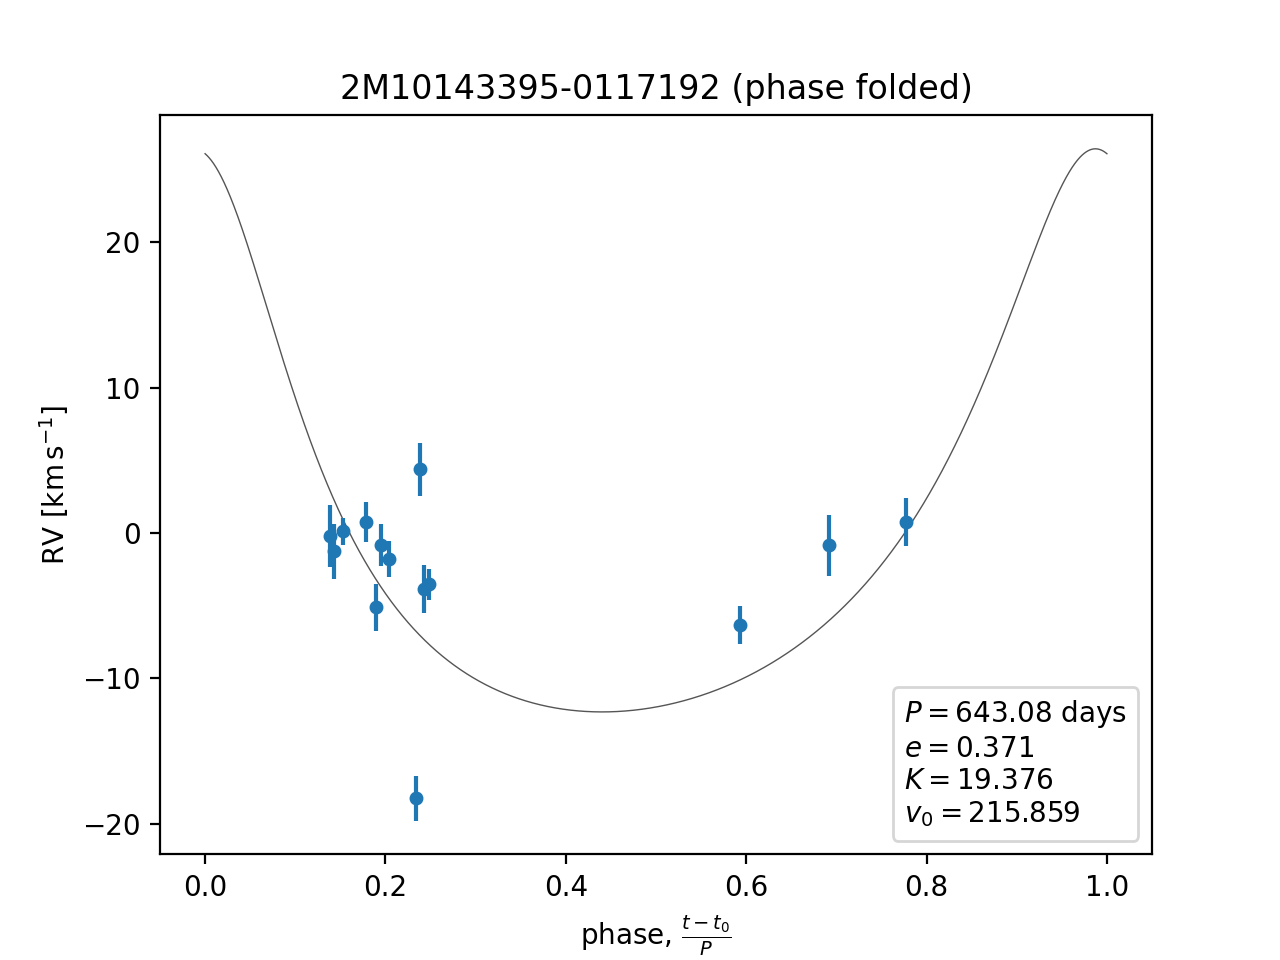 2M10143395-0117192 (phase folded)
RV [km s⁻¹]
20
10
0
−10
−20
P = 643.08 days
e = 0.371
K = 19.376
v₀ = 215.859
0.0 0.2 0.4 0.6 0.8 1.0
phase, (t − t₀)/P